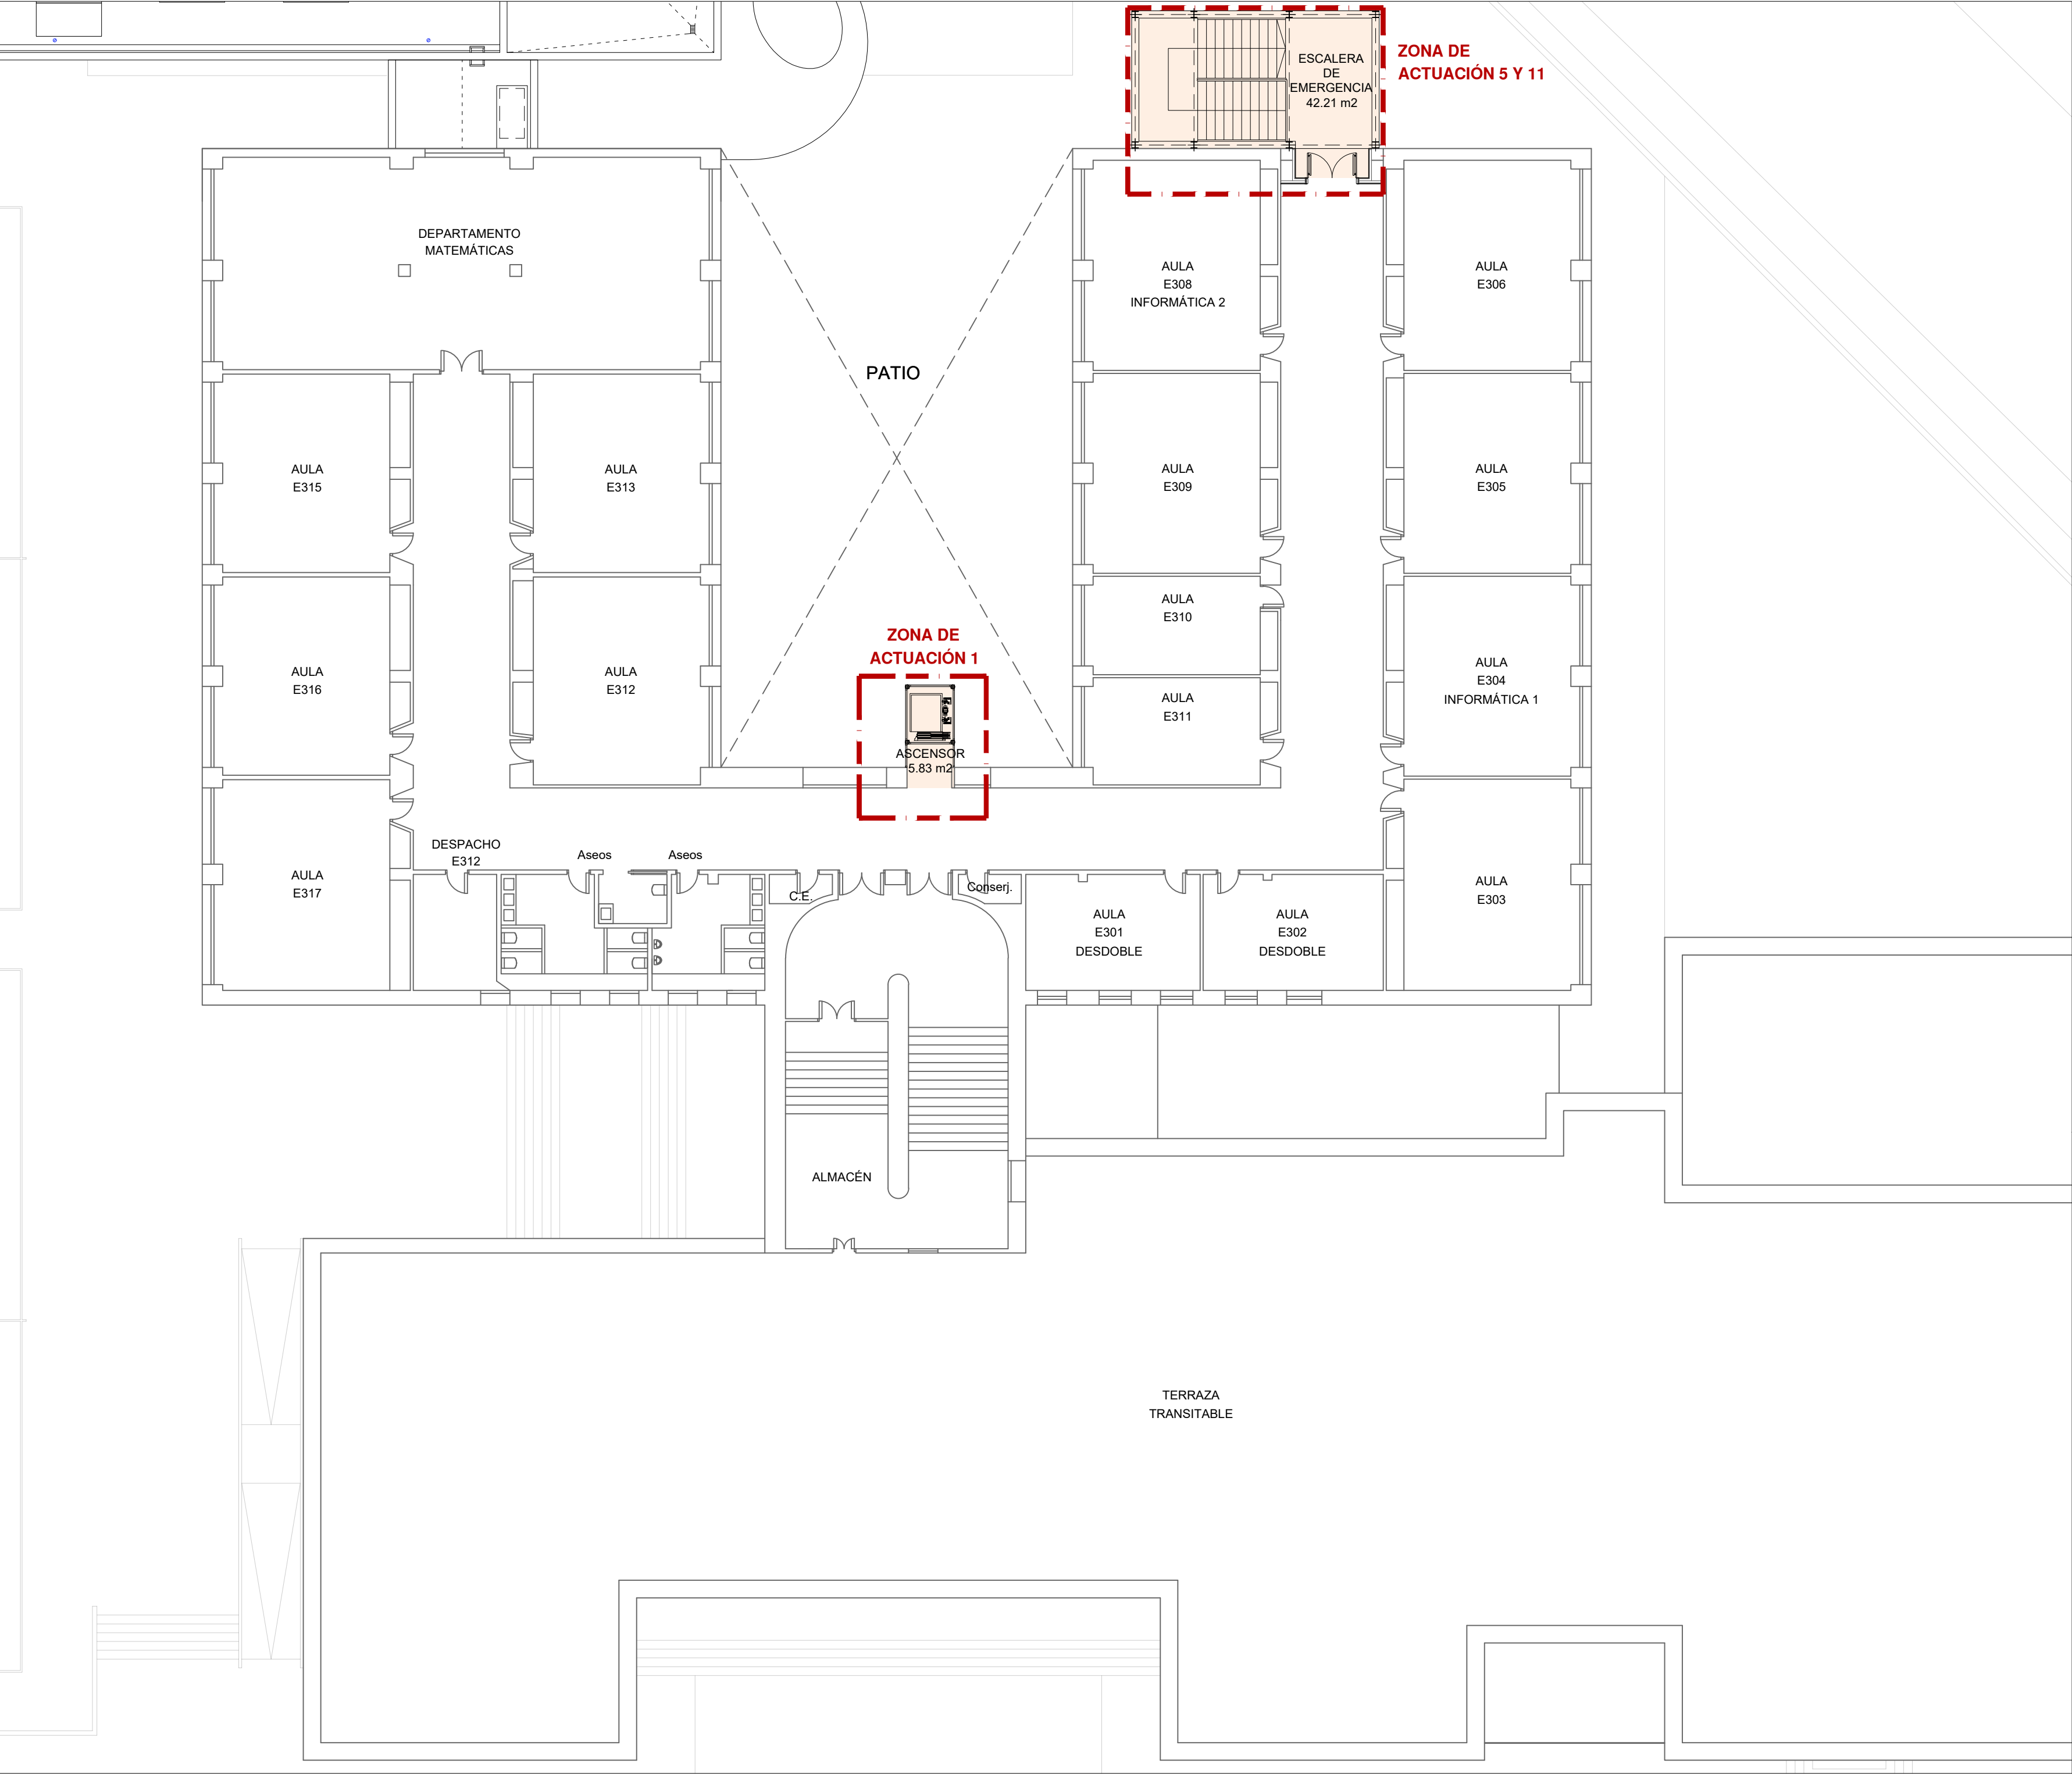 ZONA DE
ACTUACIÓN 5 Y 11
ESCALERA
DE
EMERGENCIA
42.21 m2
DEPARTAMENTO
MATEMÁTICAS
AULA
E308
INFORMÁTICA 2
AULA
E306
PATIO
AULA
E315
AULA
E313
AULA
E309
AULA
E305
AULA
E310
ZONA DE
ACTUACIÓN 1
AULA
E316
AULA
E312
AULA
E311
AULA
E304
INFORMÁTICA 1
ASCENSOR
5.83 m2
DESPACHO
E312
Aseos
Aseos
AULA
E317
C.E.
Conserj.
AULA
E303
AULA
E301
DESDOBLE
AULA
E302
DESDOBLE
ALMACÉN
TERRAZA
TRANSITABLE